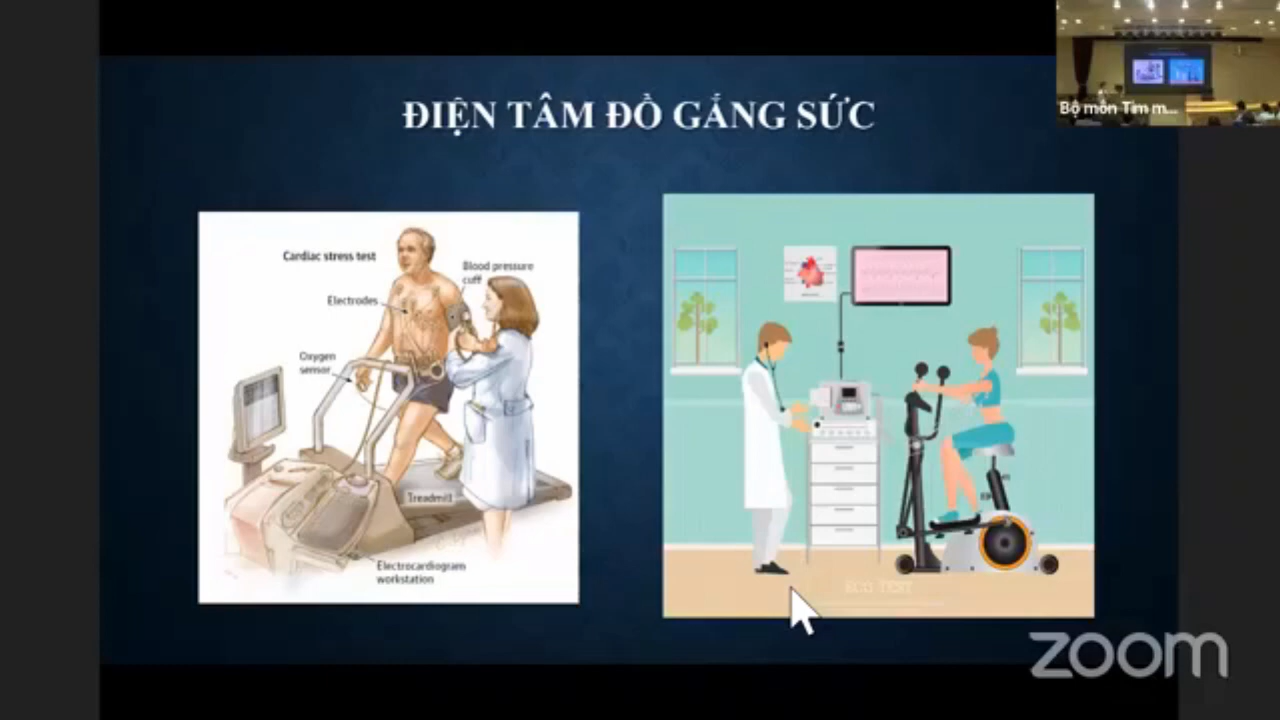 ĐIỆN TÂM ĐỒ GẮNG SỨC
Bộ môn Tim m...
Cardiac stress test
Blood pressure
cuff
Electrodes
Oxygen
sensor
Treadmill
Electrocardiogram
workstation
ECG TEST
zoom